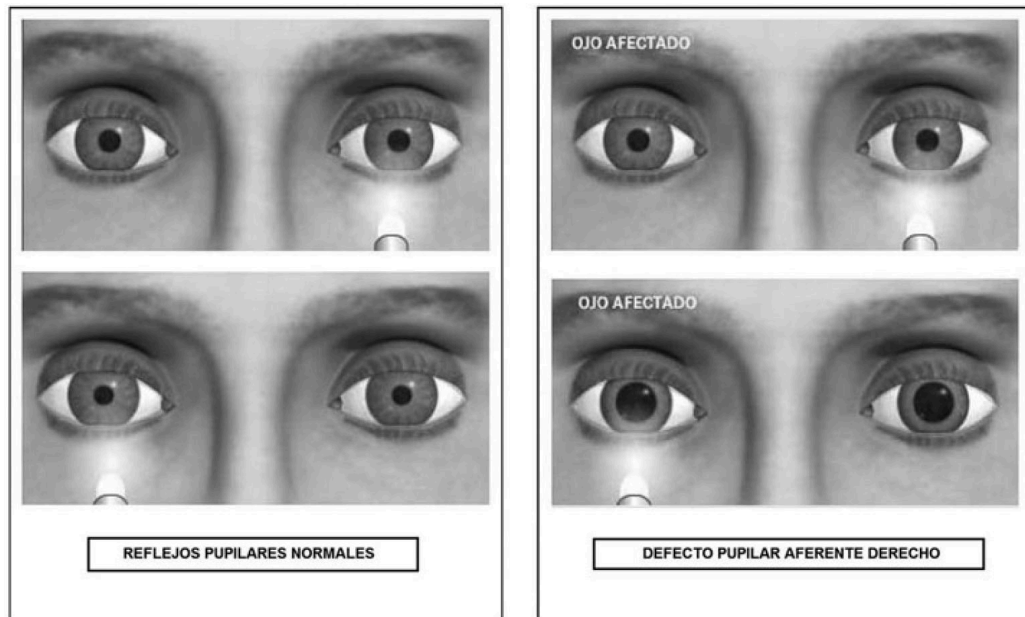 OJO AFECTADO
OJO AFECTADO
REFLEJOS PUPILARES NORMALES
DEFECTO PUPILAR AFERENTE DERECHO